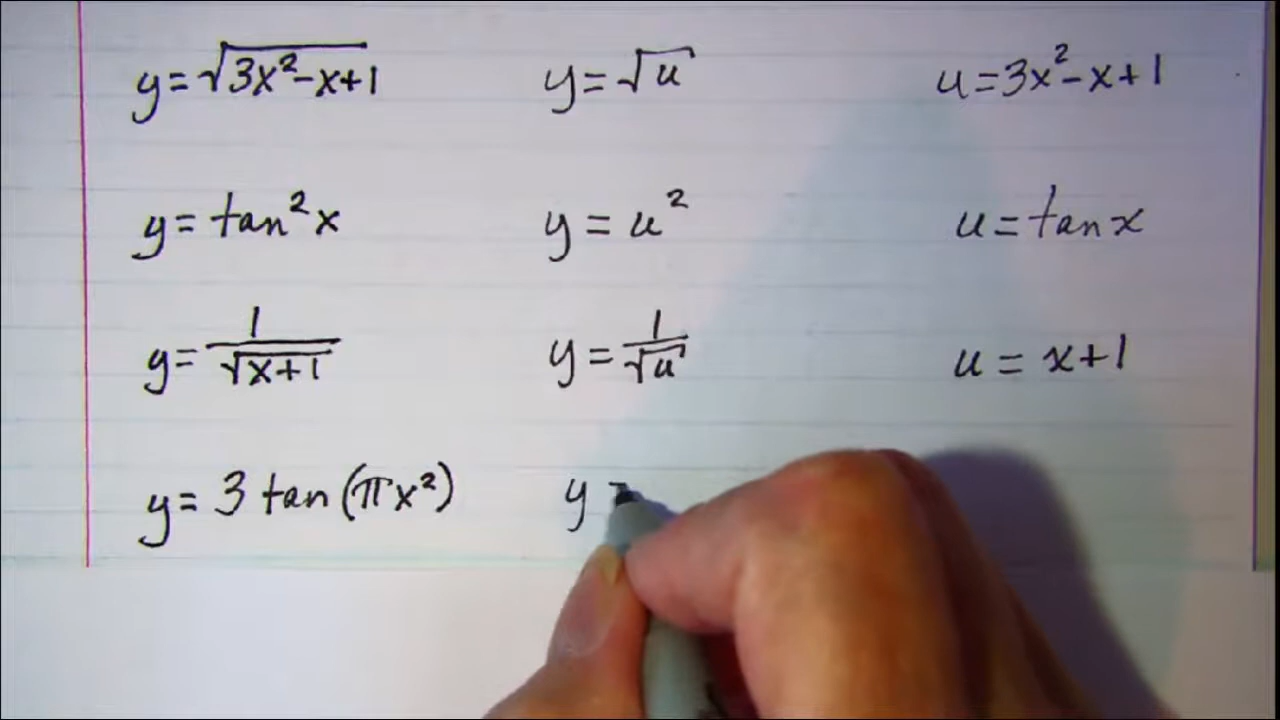 y = √(3x²-x+1) y = √u u = 3x²-x+1
y = tan²x y = u² u = tan x
y = 1/√(x+1) y = 1/√u u = x+1
y = 3 tan (πx²) y =